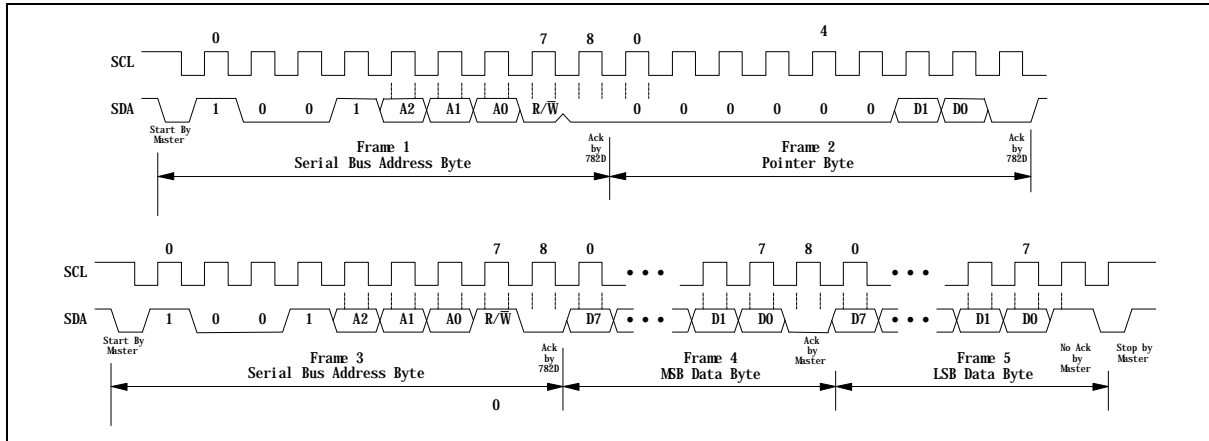 0 7 8 0 4
SCL
SDA 1 0 0 1 A2 A1 A0 R/W̅ 0 0 0 0 0 0 D1 D0
Start By
Master
Ack
by
782D
Ack
by
782D
Frame 1
Serial Bus Address Byte
Frame 2
Pointer Byte
0 7 8 0 7 8 0 7
SCL
SDA 1 0 0 1 A2 A1 A0 R/W̅ D7 D1 D0 D7 D1 D0
Start By
Master
Ack
by
782D
Ack
by
Master
No Ack
by
Master
Stop by
Master
Frame 3
Serial Bus Address Byte
Frame 4
MSB Data Byte
Frame 5
LSB Data Byte
0